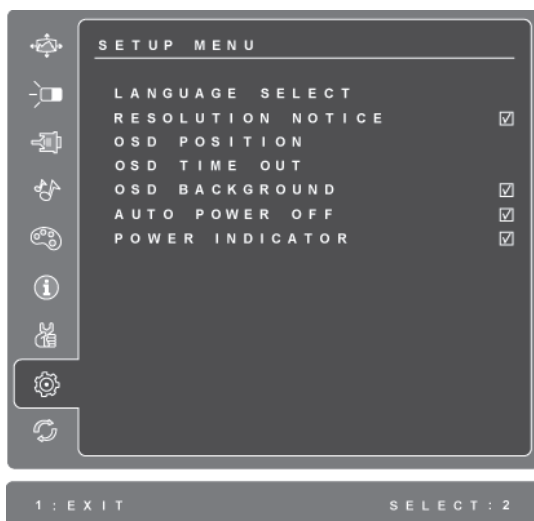 SETUP MENU
LANGUAGE SELECT
RESOLUTION NOTICE
OSD POSITION
OSD TIME OUT
OSD BACKGROUND
AUTO POWER OFF
POWER INDICATOR
1:EXIT SELECT:2